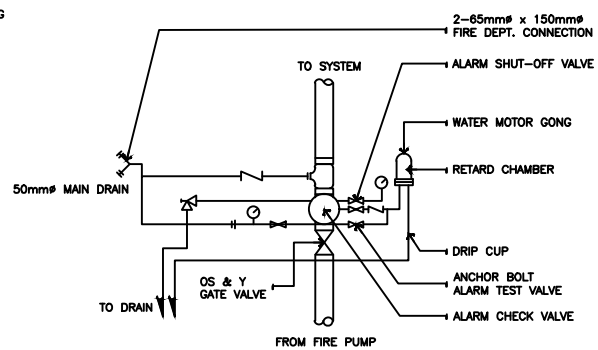 G
2-65mmø x 150mmø
FIRE DEPT. CONNECTION
TO SYSTEM
ALARM SHUT-OFF VALVE
WATER MOTOR GONG
RETARD CHAMBER
50mmø MAIN DRAIN
DRIP CUP
ANCHOR BOLT
ALARM TEST VALVE
OS & Y
GATE VALVE
TO DRAIN
ALARM CHECK VALVE
FROM FIRE PUMP